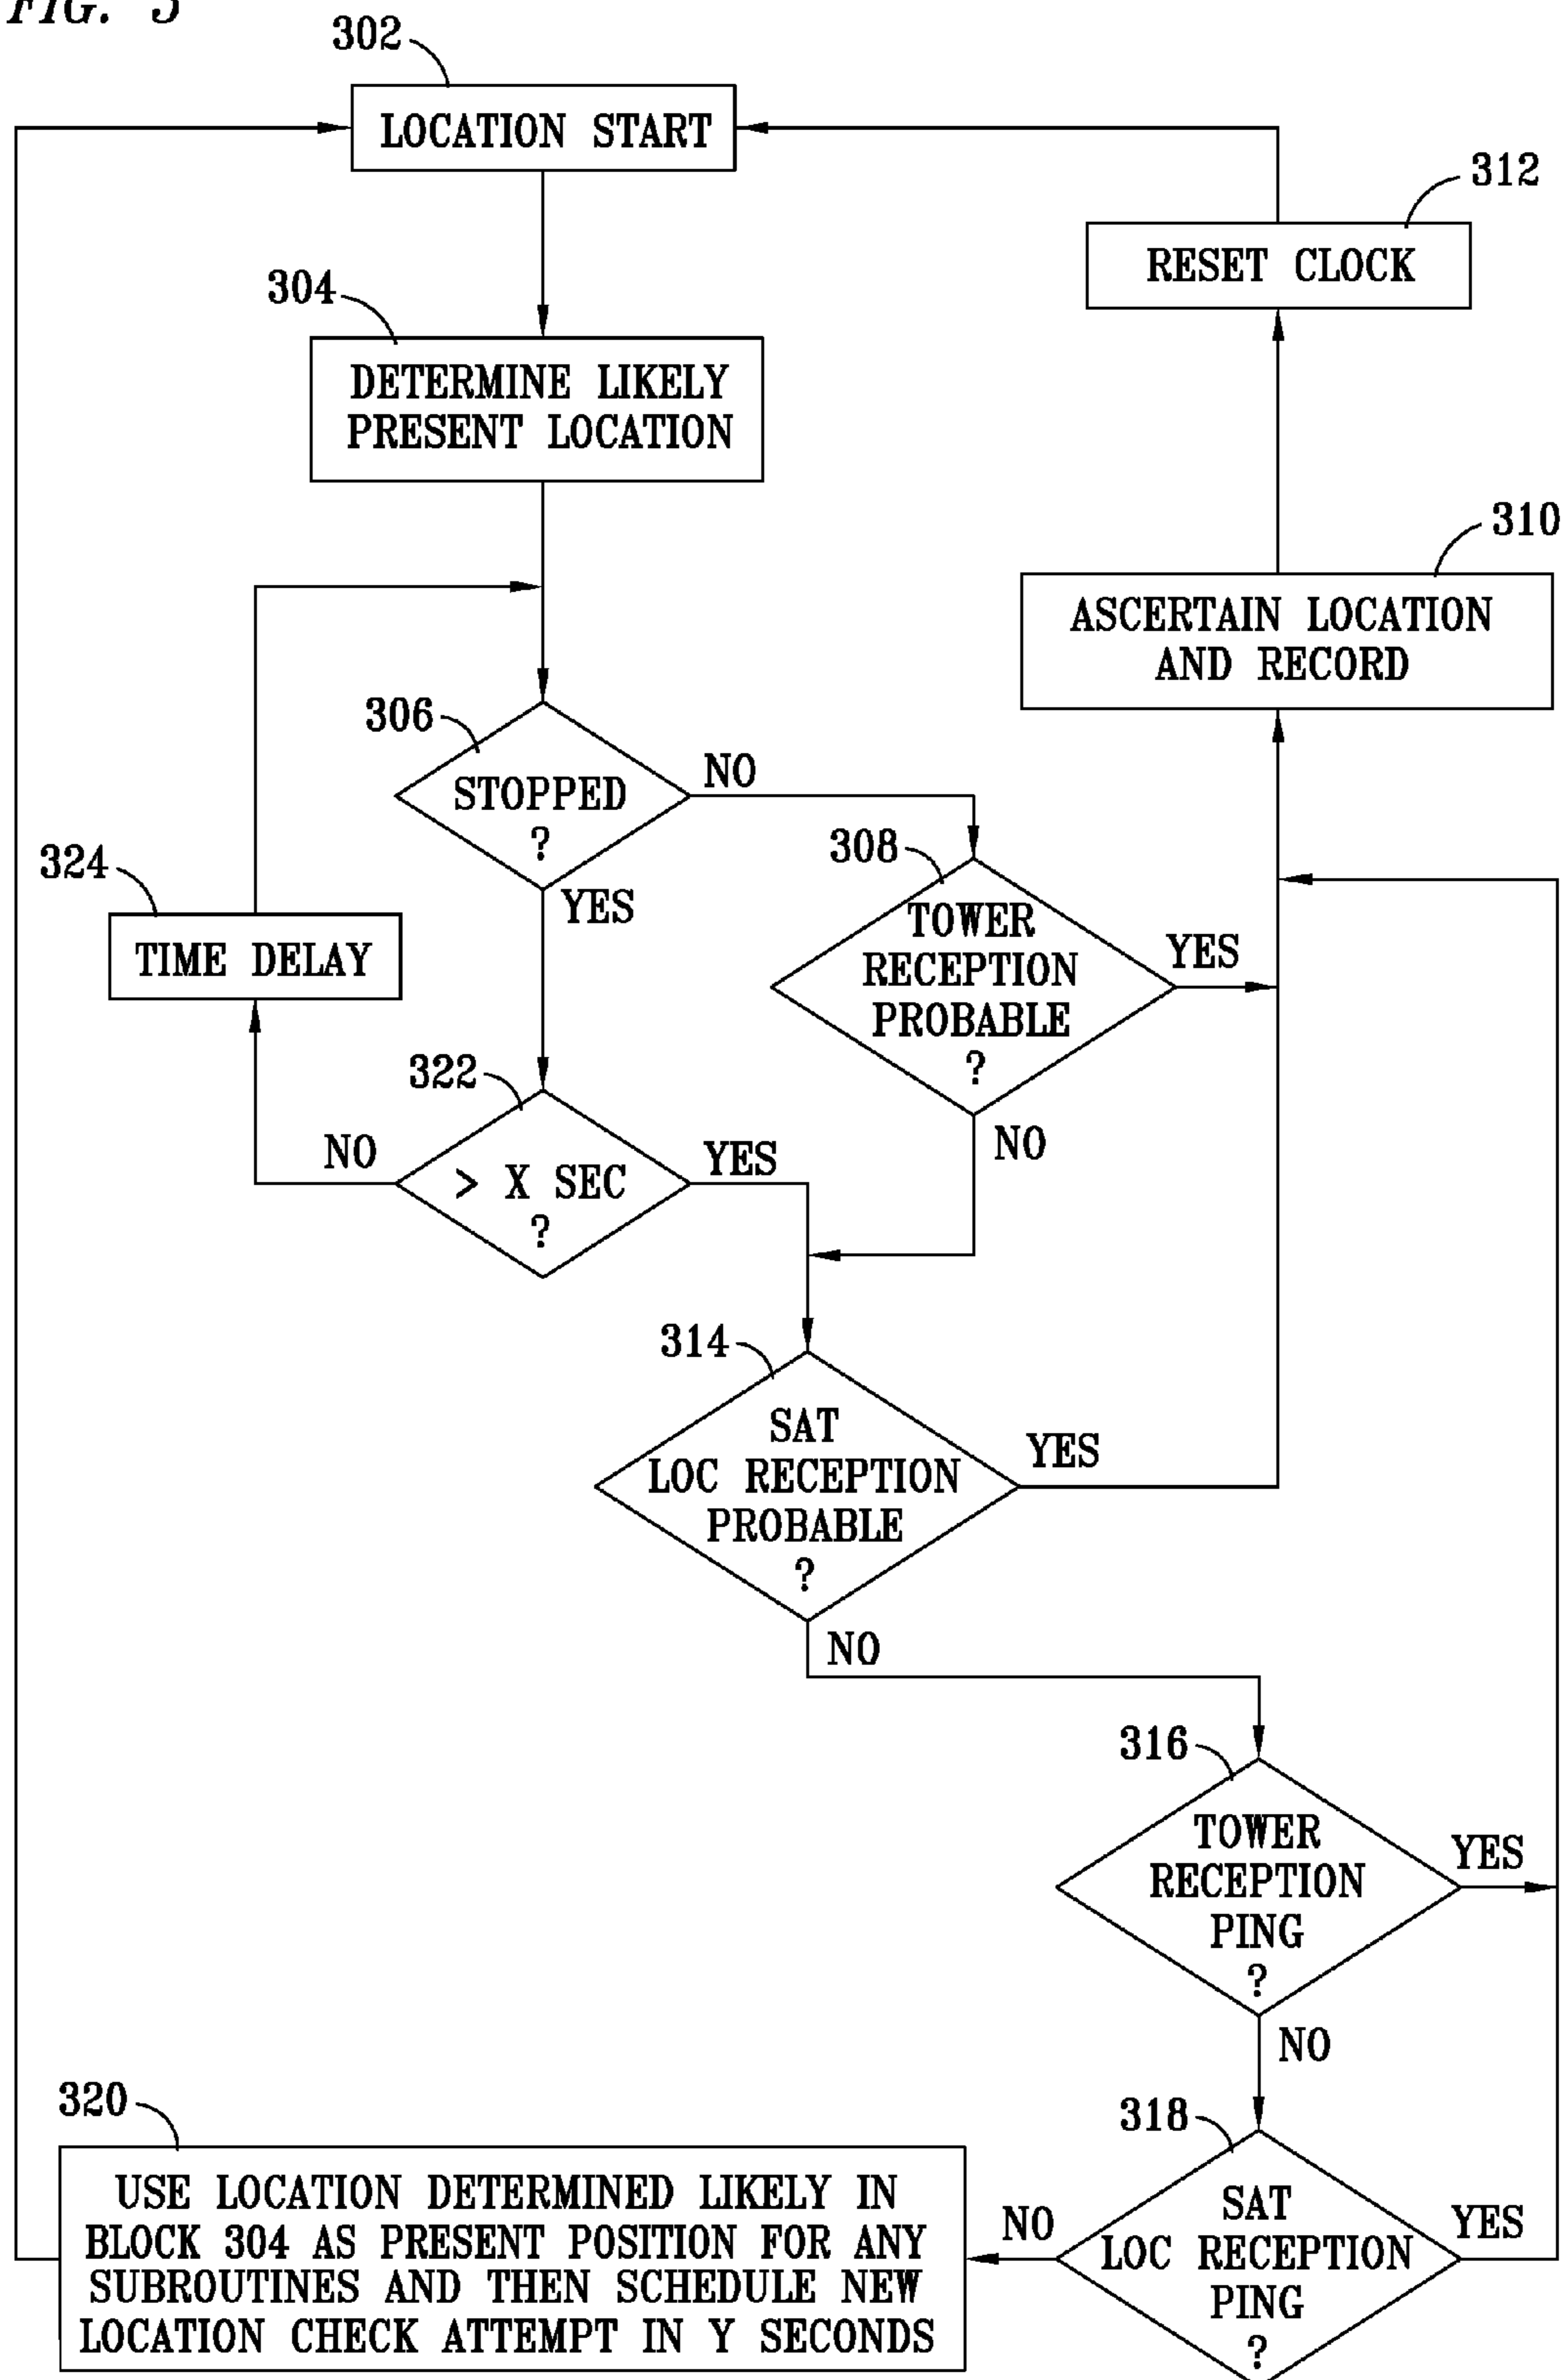 FIG. 3
302
LOCATION START
312
RESET CLOCK
304
DETERMINE LIKELY
PRESENT LOCATION
310
ASCERTAIN LOCATION
AND RECORD
306
STOPPED
?
NO
YES
308
TOWER
RECEPTION
PROBABLE
?
YES
NO
324
TIME DELAY
322
> X SEC
?
NO
YES
314
SAT
LOC RECEPTION
PROBABLE
?
YES
NO
316
TOWER
RECEPTION
PING
?
YES
NO
318
SAT
LOC RECEPTION
PING
?
YES
NO
320
USE LOCATION DETERMINED LIKELY IN
BLOCK 304 AS PRESENT POSITION FOR ANY
SUBROUTINES AND THEN SCHEDULE NEW
LOCATION CHECK ATTEMPT IN Y SECONDS